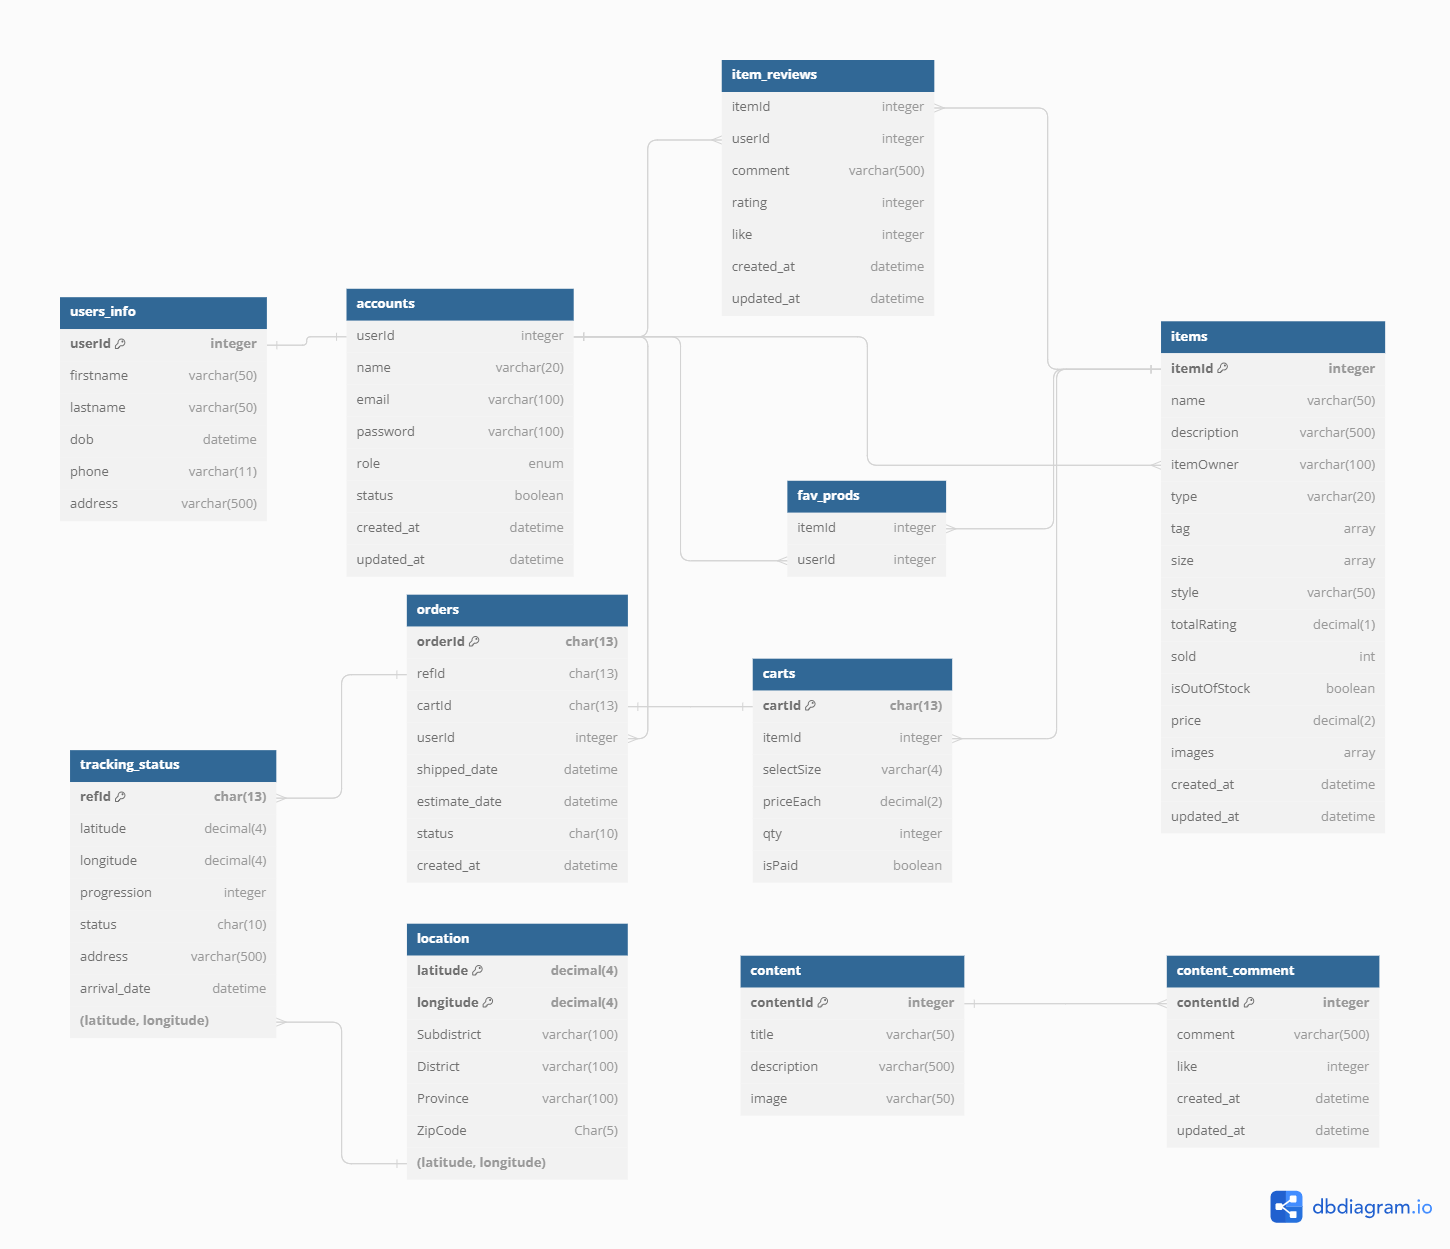 item_reviews
itemId integer
userId integer
comment varchar(500)
rating integer
like integer
created_at datetime
updated_at datetime
users_info
userId integer
firstname varchar(50)
lastname varchar(50)
dob datetime
phone varchar(11)
address varchar(500)
accounts
userId integer
name varchar(20)
email varchar(100)
password varchar(100)
role enum
status boolean
created_at datetime
updated_at datetime
items
itemId integer
name varchar(50)
description varchar(500)
itemOwner varchar(100)
type varchar(20)
tag array
size array
style varchar(50)
totalRating decimal(1)
sold int
isOutOfStock boolean
price decimal(2)
images array
created_at datetime
updated_at datetime
fav_prods
itemId integer
userId integer
orders
orderId char(13)
refId char(13)
cartId char(13)
userId integer
shipped_date datetime
estimate_date datetime
status char(10)
created_at datetime
carts
cartId char(13)
itemId integer
selectSize varchar(4)
priceEach decimal(2)
qty integer
isPaid boolean
tracking_status
refId char(13)
latitude decimal(4)
longitude decimal(4)
progression integer
status char(10)
address varchar(500)
arrival_date datetime
(latitude, longitude)
location
latitude decimal(4)
longitude decimal(4)
Subdistrict varchar(100)
District varchar(100)
Province varchar(100)
ZipCode Char(5)
(latitude, longitude)
content
contentId integer
title varchar(50)
description varchar(500)
image varchar(50)
content_comment
contentId integer
comment varchar(500)
like integer
created_at datetime
updated_at datetime
dbdiagram.io